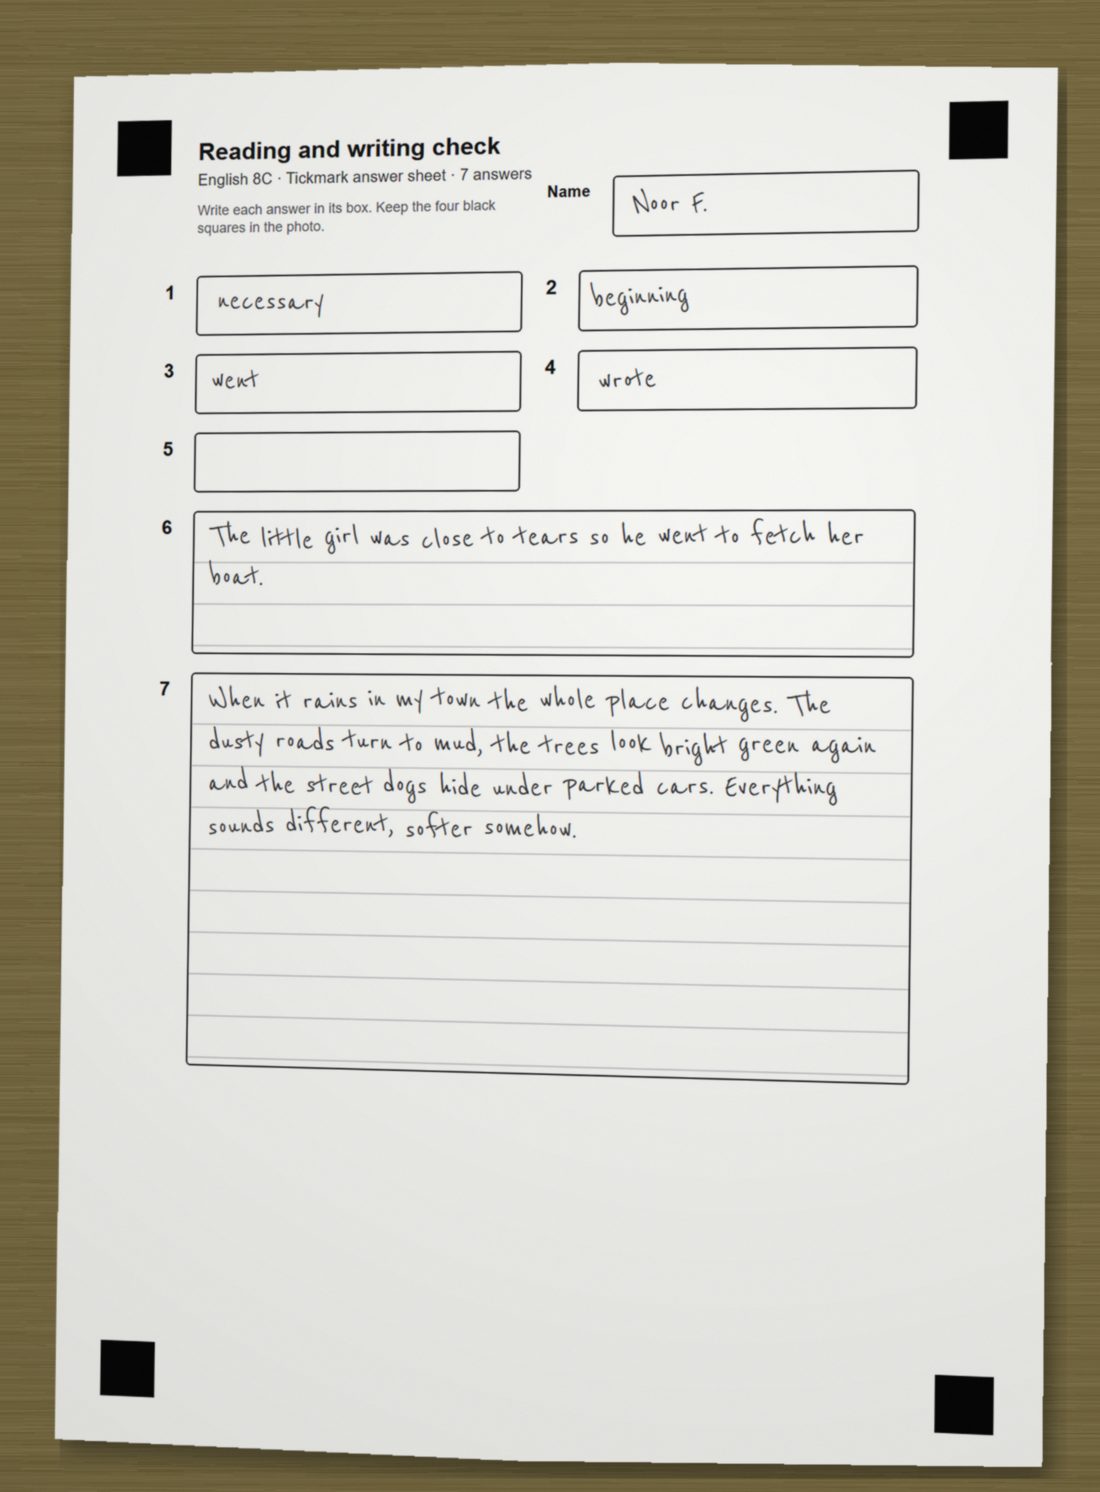 Reading and writing check
English 8C · Tickmark answer sheet · 7 answers
Write each answer in its box. Keep the four black
squares in the photo.
Name
Noor F.
1
necessary
2
beginning
3
went
4
wrote
5
6
The little girl was close to tears so he went to fetch her
boat.
7
When it rains in my town the whole place changes. The
dusty roads turn to mud, the trees look bright green again
and the street dogs hide under parked cars. Everything
sounds different, softer somehow.